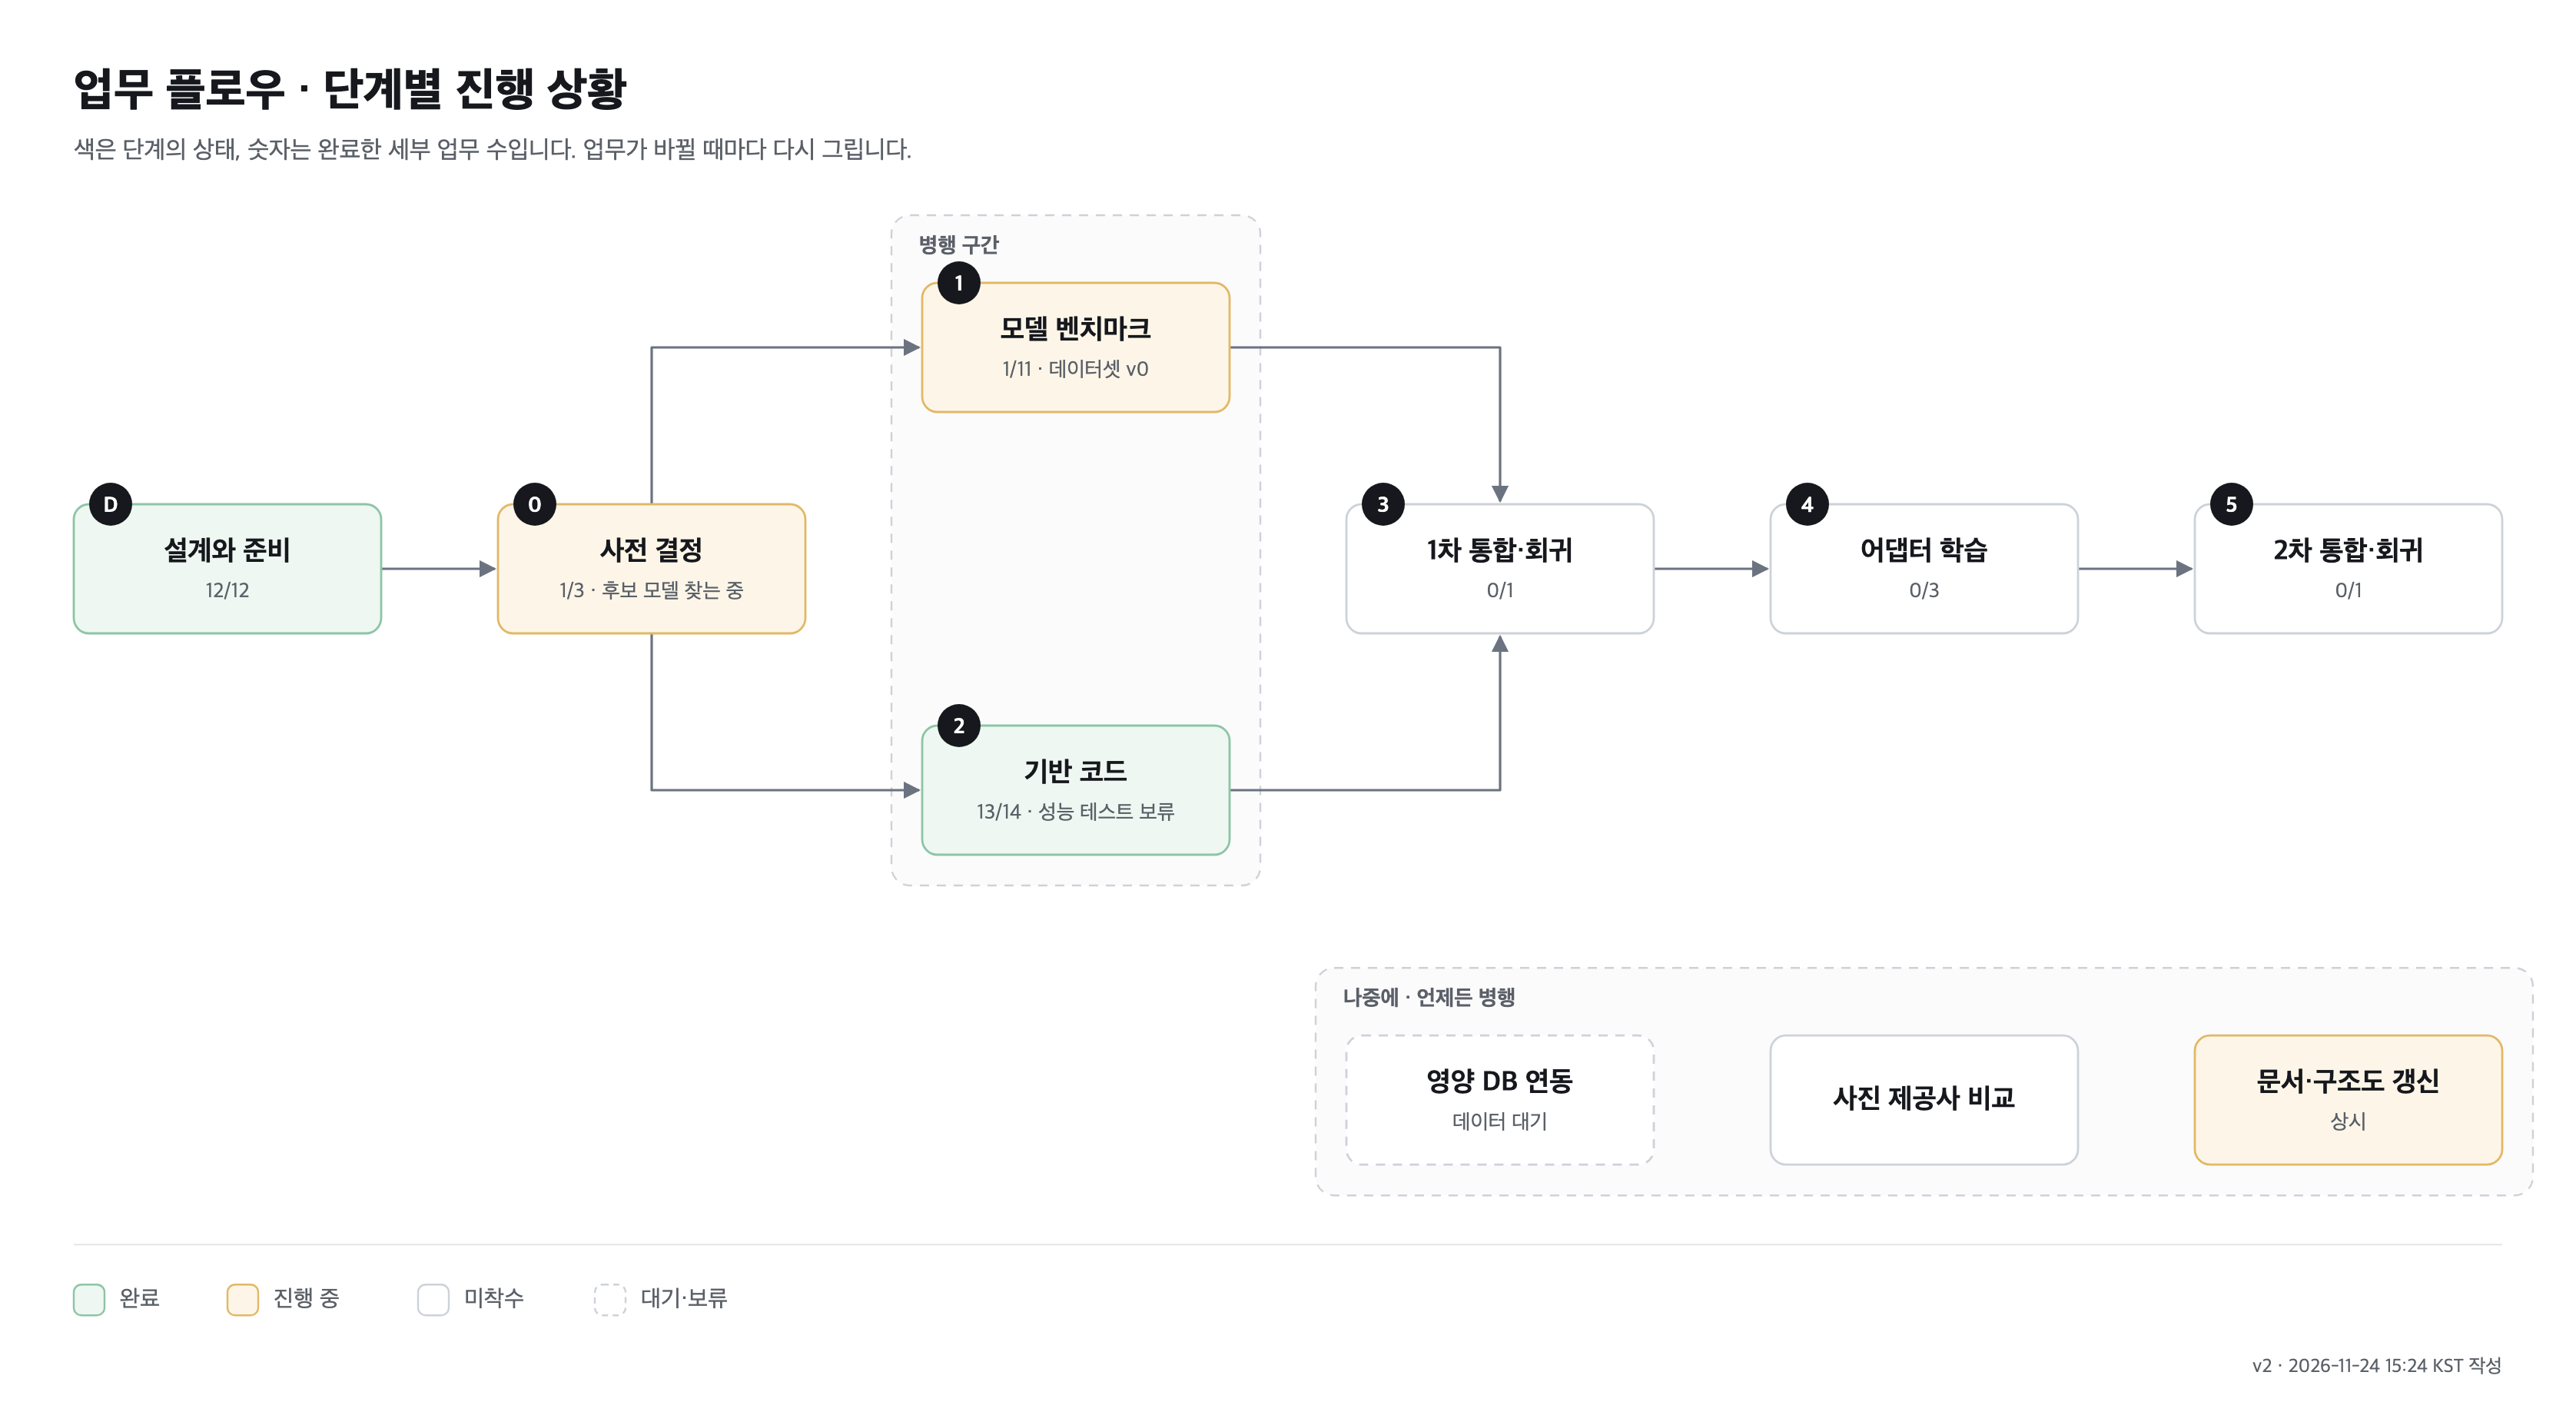 업무 플로우 · 단계별 진행 상황
색은 단계의 상태, 숫자는 완료한 세부 업무 수입니다. 업무가 바뀔 때마다 다시 그립니다.
병행 구간
1
모델 벤치마크
1/11 · 데이터셋 v0
D
설계와 준비
12/12
0
사전 결정
1/3 · 후보 모델 찾는 중
3
1차 통합·회귀
0/1
4
어댑터 학습
0/3
5
2차 통합·회귀
0/1
2
기반 코드
13/14 · 성능 테스트 보류
나중에 · 언제든 병행
영양 DB 연동
데이터 대기
사진 제공사 비교
문서·구조도 갱신
상시
완료
진행 중
미착수
대기·보류
v2 · 2026-11-24 15:24 KST 작성